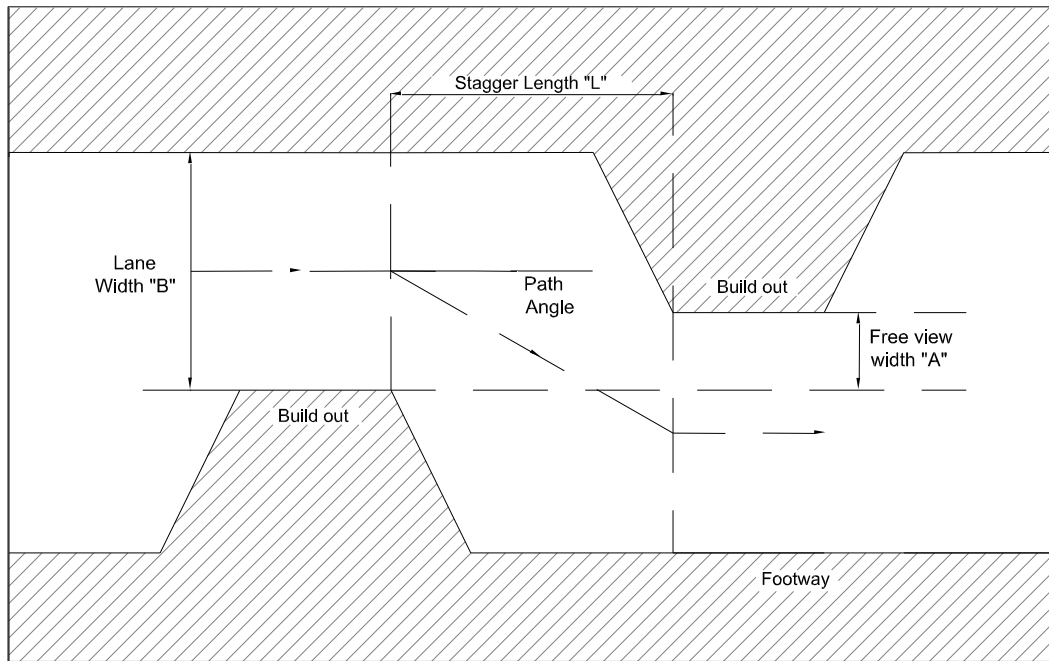 Stagger Length "L"
Lane
Width "B"
Path
Angle
Build out
Free view
width "A"
Build out
Footway